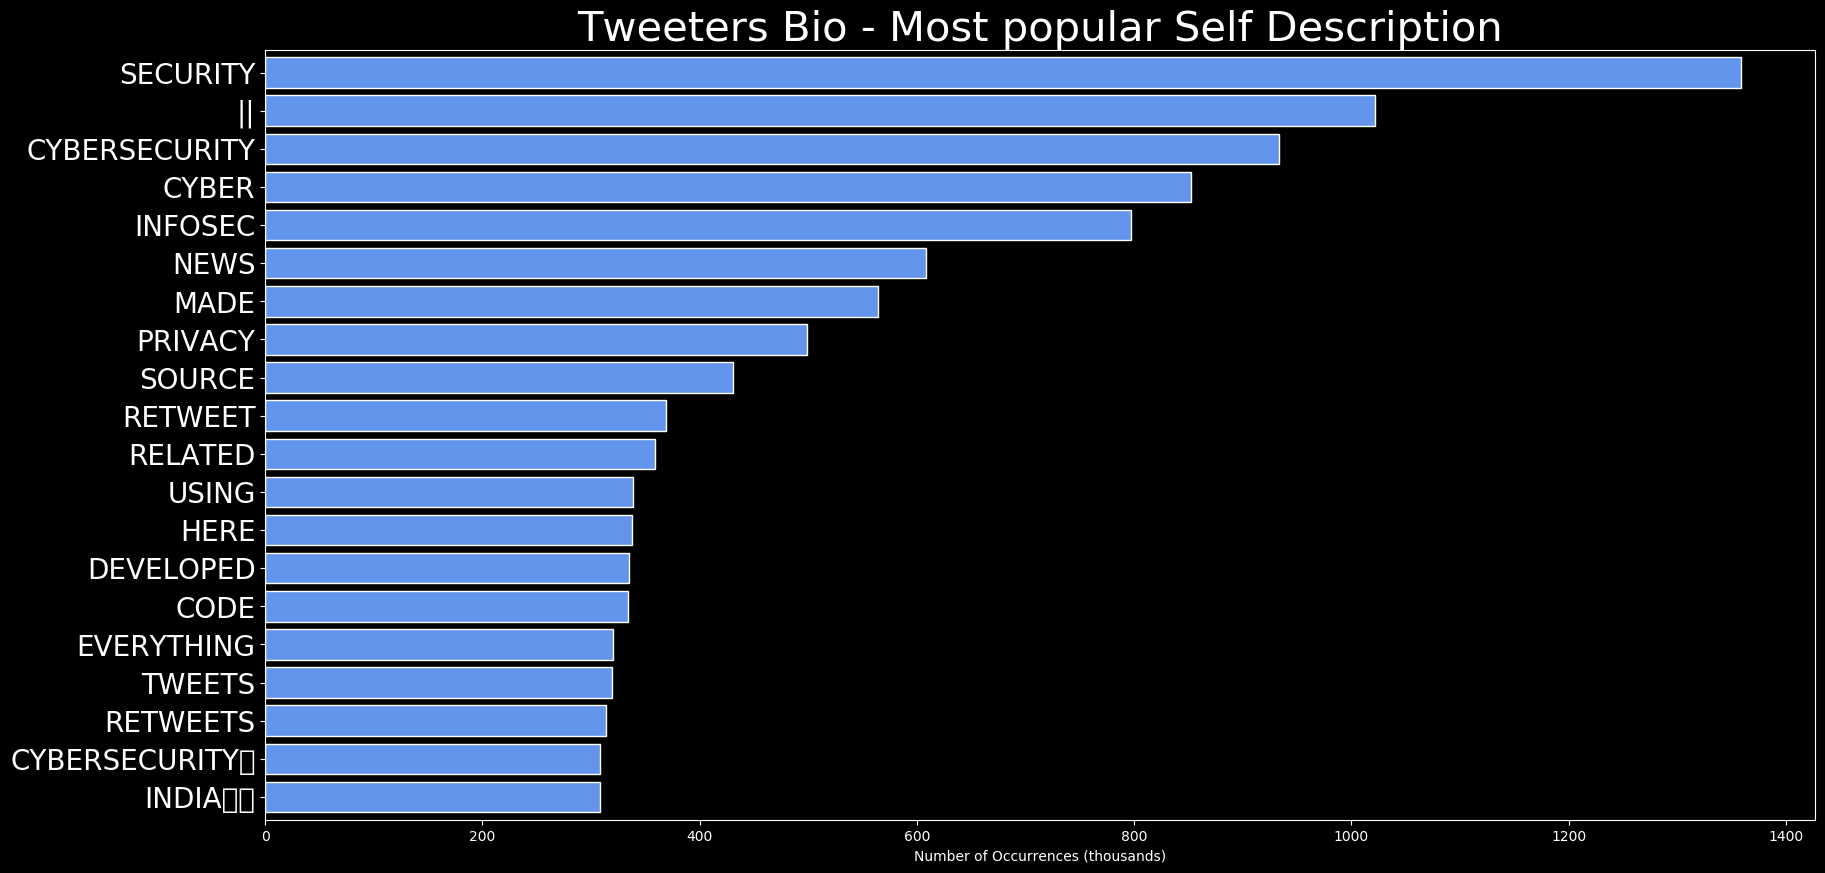 Tweeters Bio - Most popular Self Description
SECURITY
||
CYBERSECURITY
CYBER
INFOSEC
NEWS
MADE
PRIVACY
SOURCE
RETWEET
RELATED
USING
HERE
DEVELOPED
CODE
EVERYTHING
TWEETS
RETWEETS
CYBERSECURITY▯
INDIA▯▯
0 200 400 600 800 1000 1200 1400
Number of Occurrences (thousands)